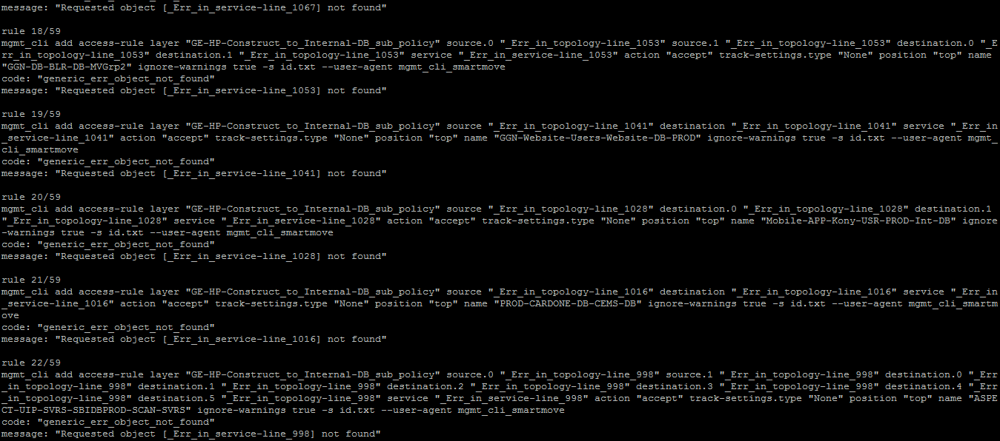 message: "Requested object [_Err_in_service-line_1067] not found"
rule 18/59
mgmt_cli add access-rule layer "GE-HP-Construct_to_Internal-DB_sub_policy" source.0 "_Err_in_topology-line_1053" source.1 "_Err_in_topology-line_1053" destination.0 "_E
rr_in_topology-line_1053" destination.1 "_Err_in_topology-line_1053" service "_Err_in_service-line_1053" action "accept" track-settings.type "None" position "top" name
"GGN-DB-BLR-DB-MVGrp2" ignore-warnings true -s id.txt --user-agent mgmt_cli_smartmove
code: "generic_err_object_not_found"
message: "Requested object [_Err_in_service-line_1053] not found"
rule 19/59
mgmt_cli add access-rule layer "GE-HP-Construct_to_Internal-DB_sub_policy" source "_Err_in_topology-line_1041" destination "_Err_in_topology-line_1041" service "_Err_in
_service-line_1041" action "accept" track-settings.type "None" position "top" name "GGN-Website-Users-Website-DB-PROD" ignore-warnings true -s id.txt --user-agent mgmt_
cli_smartmove
code: "generic_err_object_not_found"
message: "Requested object [_Err_in_service-line_1041] not found"
rule 20/59
mgmt_cli add access-rule layer "GE-HP-Construct_to_Internal-DB_sub_policy" source "_Err_in_topology-line_1028" destination.0 "_Err_in_topology-line_1028" destination.1
"_Err_in_topology-line_1028" service "_Err_in_service-line_1028" action "accept" track-settings.type "None" position "top" name "Mobile-APP-Kony-USR-PROD-Int-DB" ignore
-warnings true -s id.txt --user-agent mgmt_cli_smartmove
code: "generic_err_object_not_found"
message: "Requested object [_Err_in_service-line_1028] not found"
rule 21/59
mgmt_cli add access-rule layer "GE-HP-Construct_to_Internal-DB_sub_policy" source "_Err_in_topology-line_1016" destination "_Err_in_topology-line_1016" service "_Err_in
_service-line_1016" action "accept" track-settings.type "None" position "top" name "PROD-CARDONE-DB-CEMS-DB" ignore-warnings true -s id.txt --user-agent mgmt_cli_smartm
ove
code: "generic_err_object_not_found"
message: "Requested object [_Err_in_service-line_1016] not found"
rule 22/59
mgmt_cli add access-rule layer "GE-HP-Construct_to_Internal-DB_sub_policy" source.0 "_Err_in_topology-line_998" source.1 "_Err_in_topology-line_998" destination.0 "_Err
_in_topology-line_998" destination.1 "_Err_in_topology-line_998" destination.2 "_Err_in_topology-line_998" destination.3 "_Err_in_topology-line_998" destination.4 "_Err
_in_topology-line_998" destination.5 "_Err_in_topology-line_998" service "_Err_in_service-line_998" action "accept" track-settings.type "None" position "top" name "ASPE
CT-UIP-SVRS-SBIDBPROD-SCAN-SVRS" ignore-warnings true -s id.txt --user-agent mgmt_cli_smartmove
code: "generic_err_object_not_found"
message: "Requested object [_Err_in_service-line_998] not found"